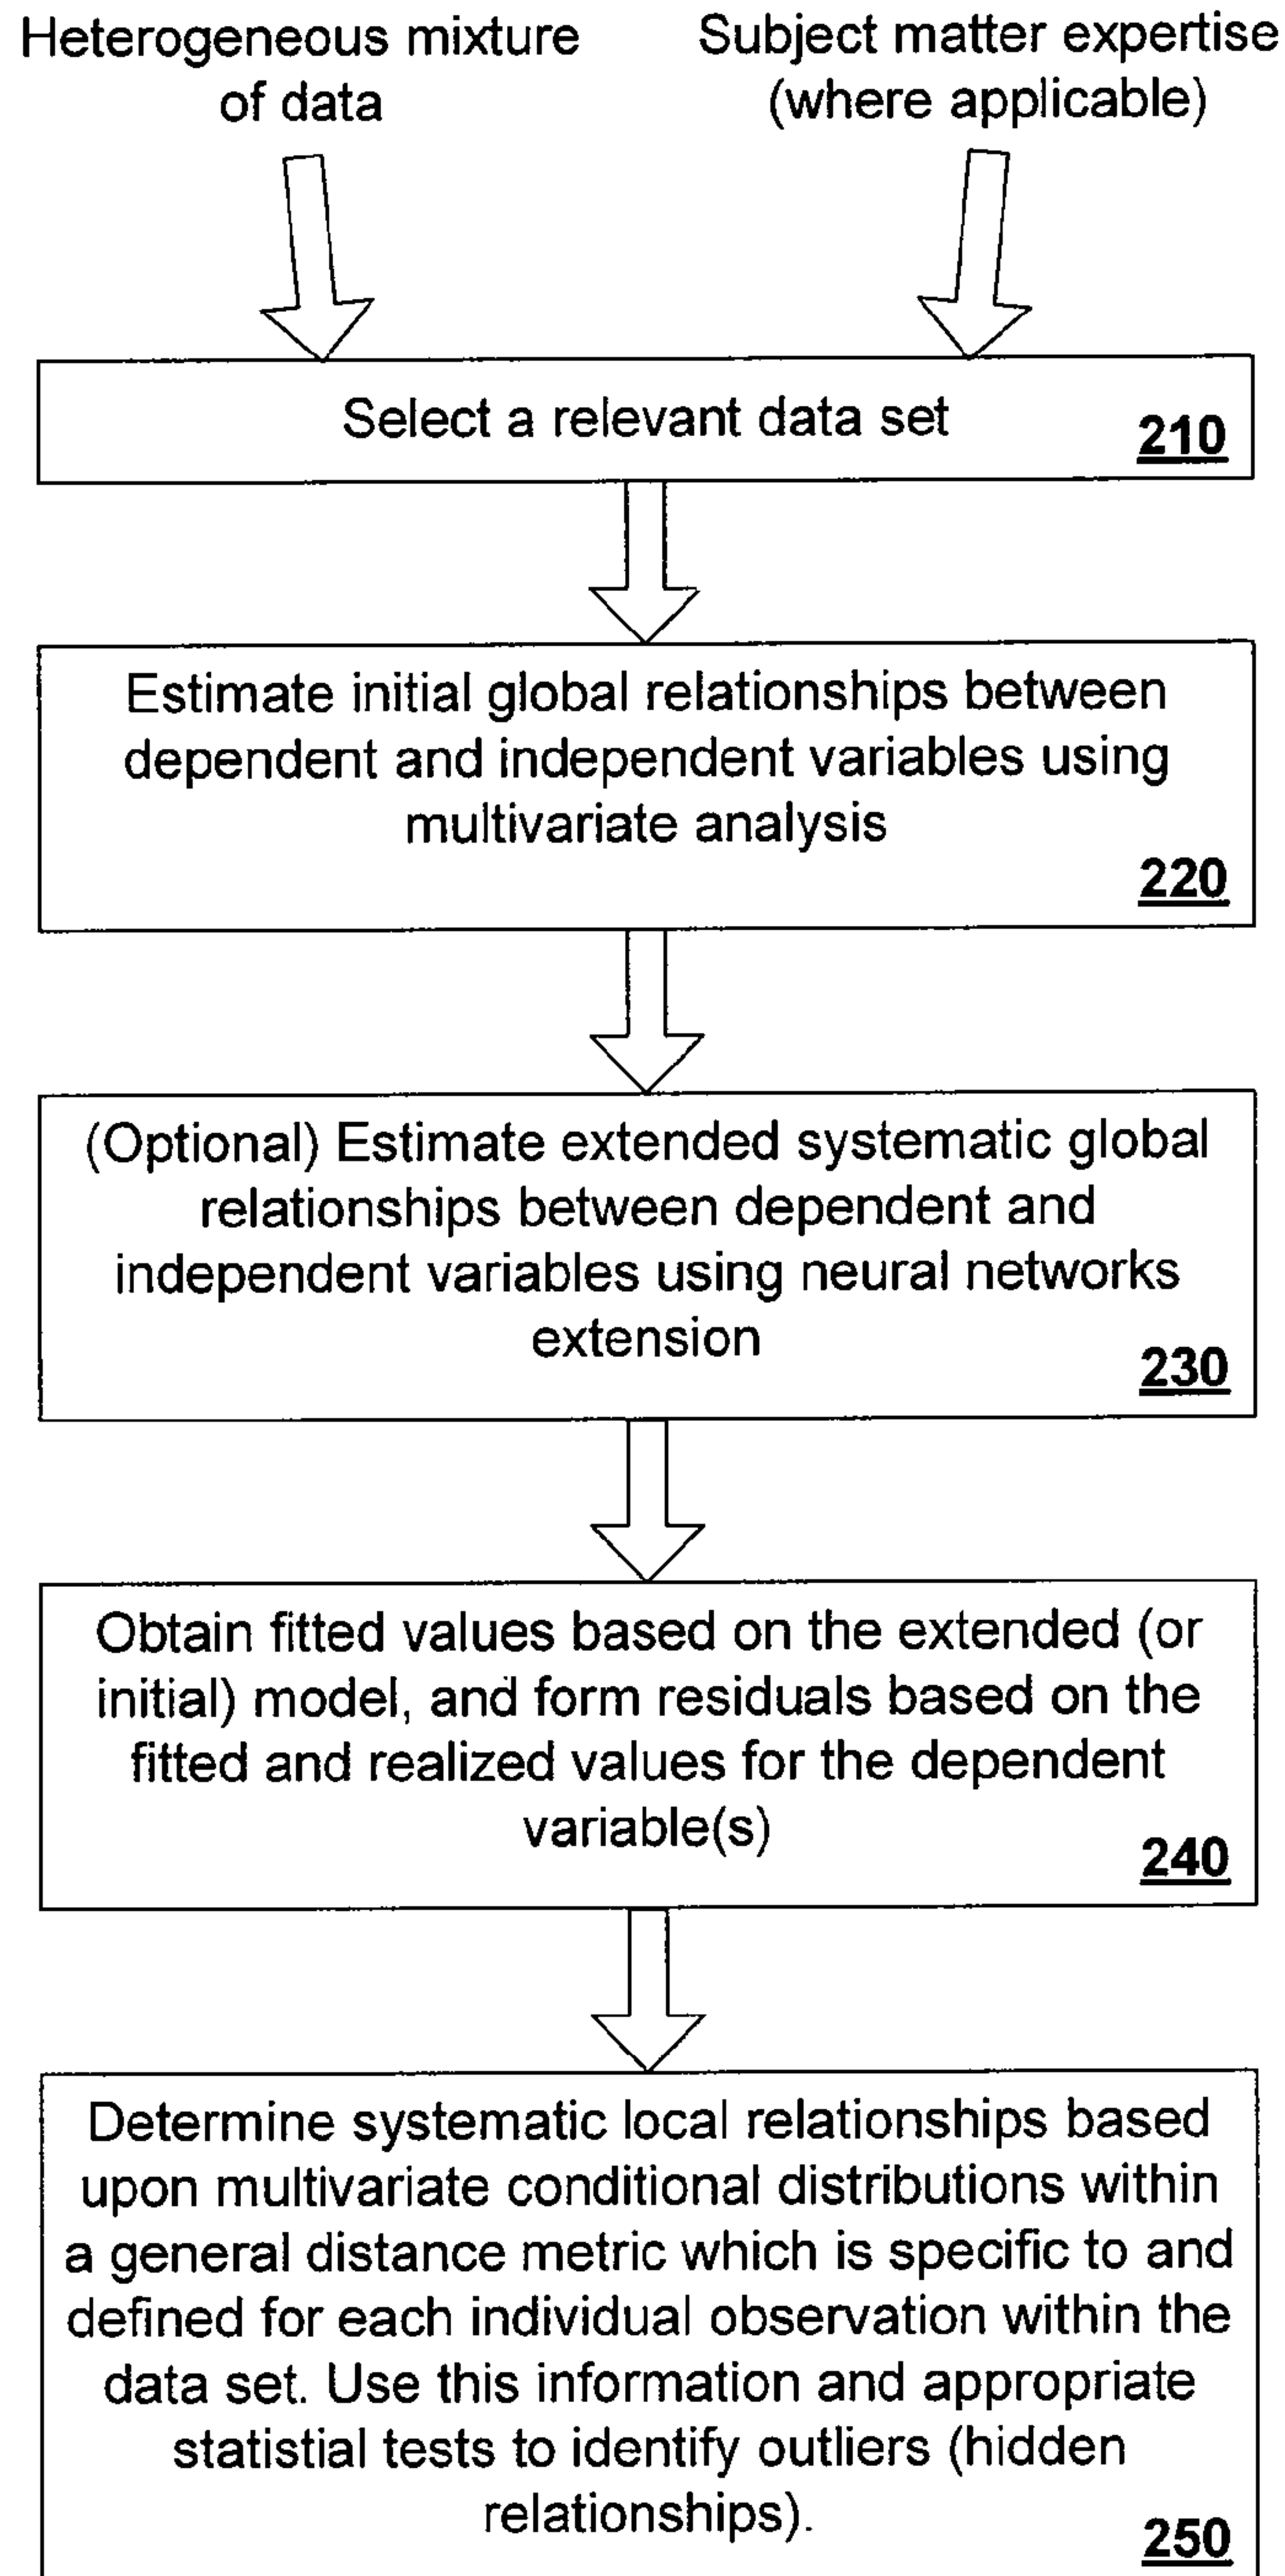 Heterogeneous mixture
of data
Subject matter expertise
(where applicable)
Select a relevant data set
210
Estimate initial global relationships between
dependent and independent variables using
multivariate analysis
220
(Optional) Estimate extended systematic global
relationships between dependent and
independent variables using neural networks
extension
230
Obtain fitted values based on the extended (or
initial) model, and form residuals based on the
fitted and realized values for the dependent
variable(s)
240
Determine systematic local relationships based
upon multivariate conditional distributions within
a general distance metric which is specific to and
defined for each individual observation within the
data set. Use this information and appropriate
statistial tests to identify outliers (hidden
relationships).
250